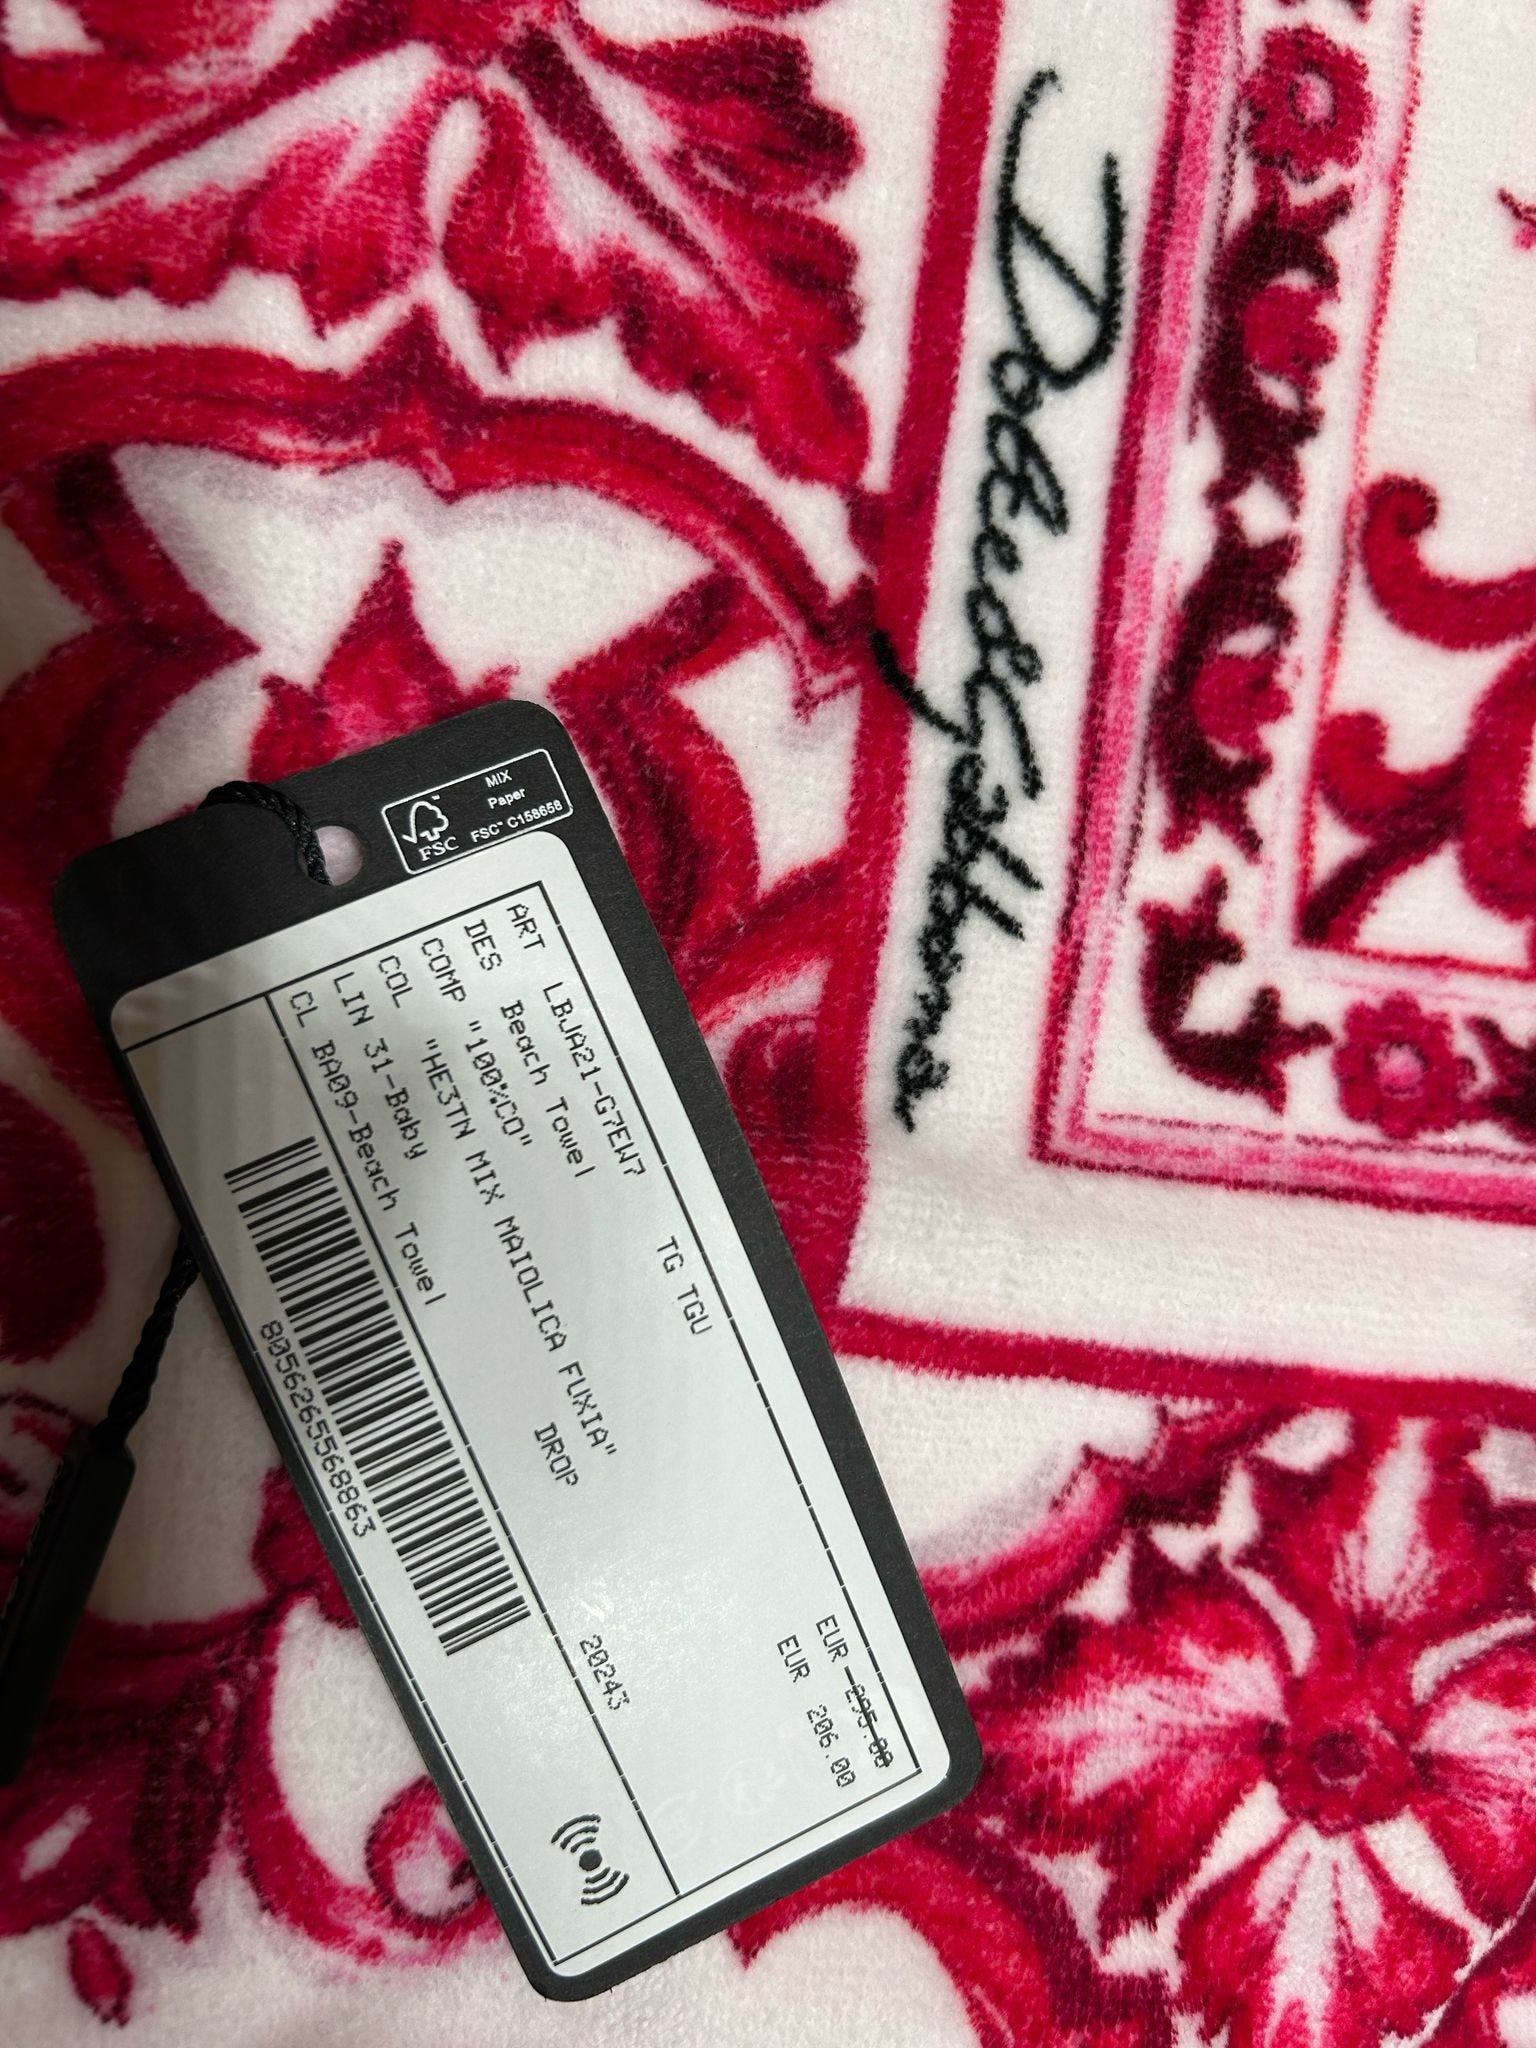 Dolce & Gabbana
FSC™
MIX
Paper
FSC™ C158658
ART LBJA21-G7EW7 TG TGU
DES Beach Towel
COMP "100%CO"
COL "HE3TN MIX MAIOLICA FUXIA"
LIN 31-Baby DROP
CL BA09-Beach Towel
EUR 295.00
EUR 206.00
20243
8056265568863